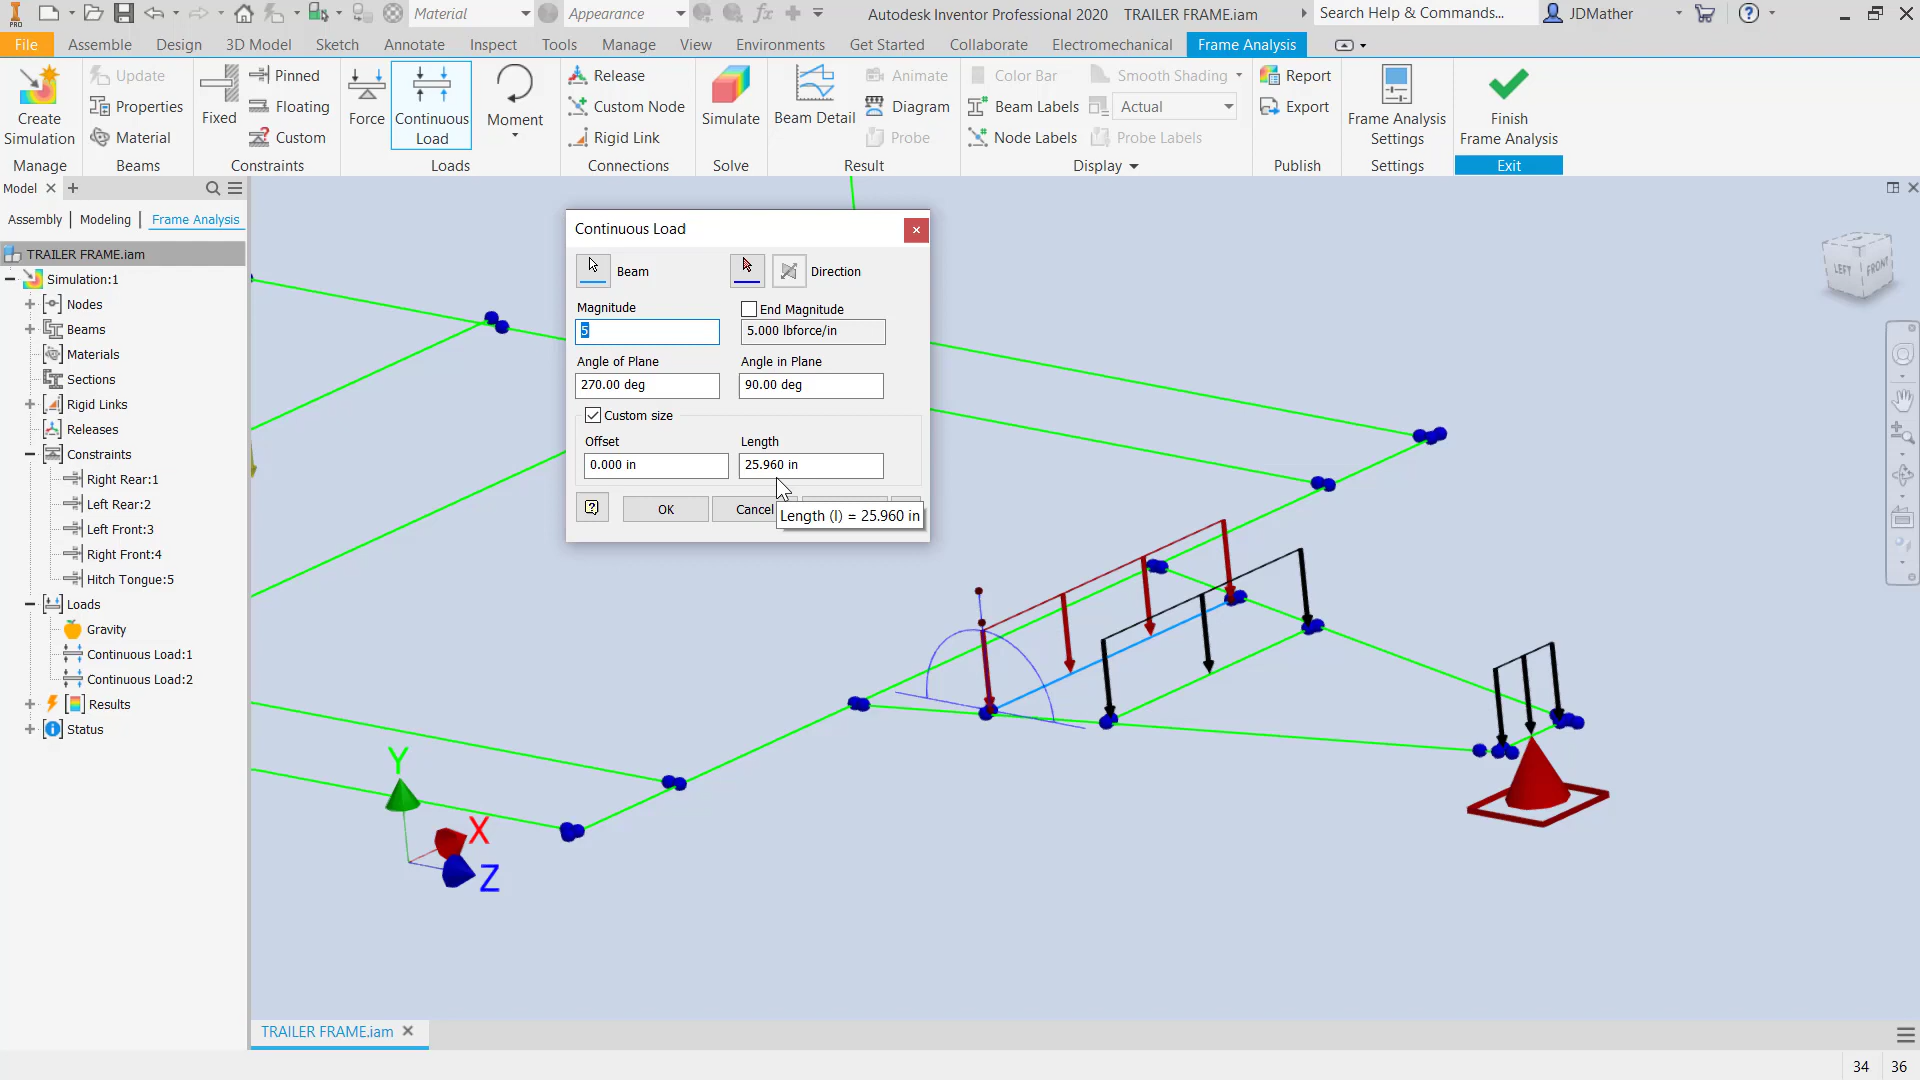 Material
Appearance
fx
Autodesk Inventor Professional 2020 TRAILER FRAME.iam
Search Help & Commands...
JDMather
PRO
File Assemble Design 3D Model Sketch Annotate Inspect Tools Manage View Environments Get Started Collaborate Electromechanical Frame Analysis
Create Simulation
Update
Properties
Material
Fixed
Pinned
Floating
Custom
Force
Continuous Load
Moment
Release
Custom Node
Rigid Link
Simulate
Beam Detail
Animate
Diagram
Probe
Color Bar
Beam Labels
Node Labels
Smooth Shading
Actual
Probe Labels
Report
Export
Frame Analysis Settings
Finish Frame Analysis
Manage Beams Constraints Loads Connections Solve Result Display Publish Settings Exit
Model
Assembly Modeling Frame Analysis
TRAILER FRAME.iam
Simulation:1
Nodes
Beams
Materials
Sections
Rigid Links
Releases
Constraints
Right Rear:1
Left Rear:2
Left Front:3
Right Front:4
Hitch Tongue:5
Loads
Gravity
Continuous Load:1
Continuous Load:2
Results
Status
Continuous Load
Beam Direction
Magnitude End Magnitude
5 5.000 lbforce/in
Angle of Plane Angle in Plane
270.00 deg 90.00 deg
Custom size
Offset Length
0.000 in 25.960 in
OK Cancel
Length (l) = 25.960 in
LEFT FRONT
Y
X
Z
TRAILER FRAME.iam
34 36